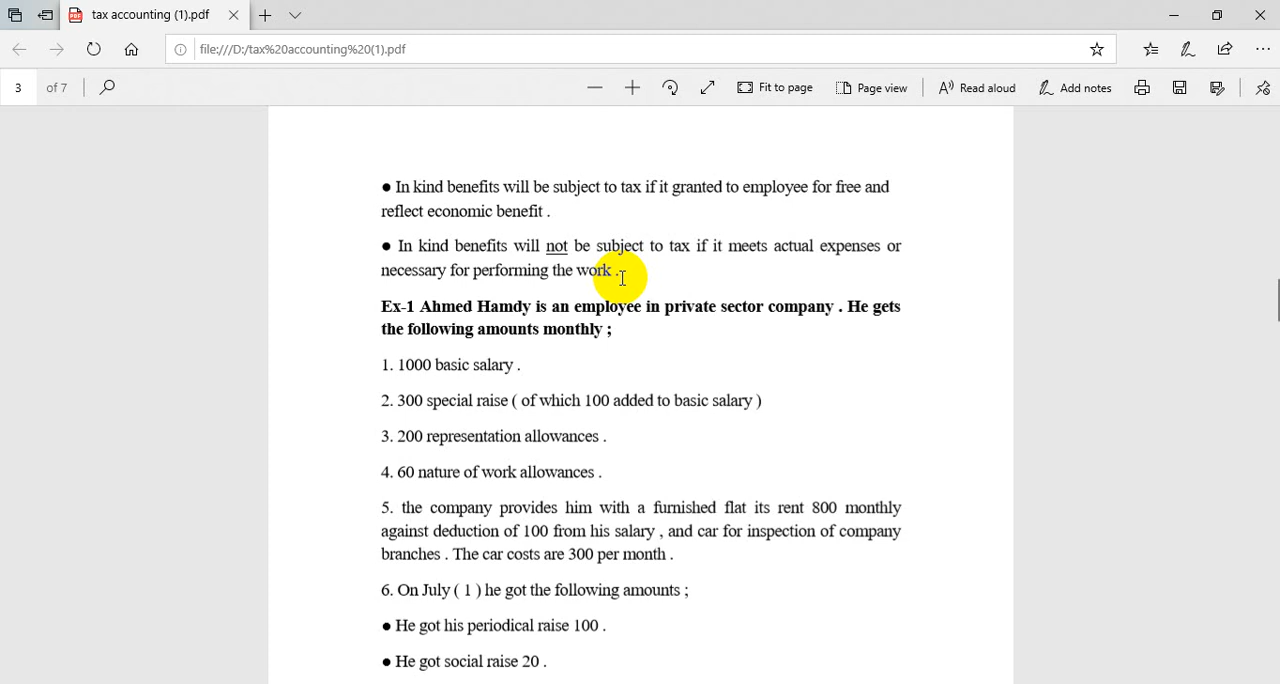 tax accounting (1).pdf
file:///D:/tax%20accounting%20(1).pdf
3 of 7
Fit to page
Page view
Read aloud
Add notes
● In kind benefits will be subject to tax if it granted to employee for free and
reflect economic benefit .
● In kind benefits will not be subject to tax if it meets actual expenses or
necessary for performing the work .
Ex-1 Ahmed Hamdy is an employee in private sector company . He gets
the following amounts monthly ;
1. 1000 basic salary .
2. 300 special raise ( of which 100 added to basic salary )
3. 200 representation allowances .
4. 60 nature of work allowances .
5. the company provides him with a furnished flat its rent 800 monthly
against deduction of 100 from his salary , and car for inspection of company
branches . The car costs are 300 per month .
6. On July ( 1 ) he got the following amounts ;
● He got his periodical raise 100 .
● He got social raise 20 .